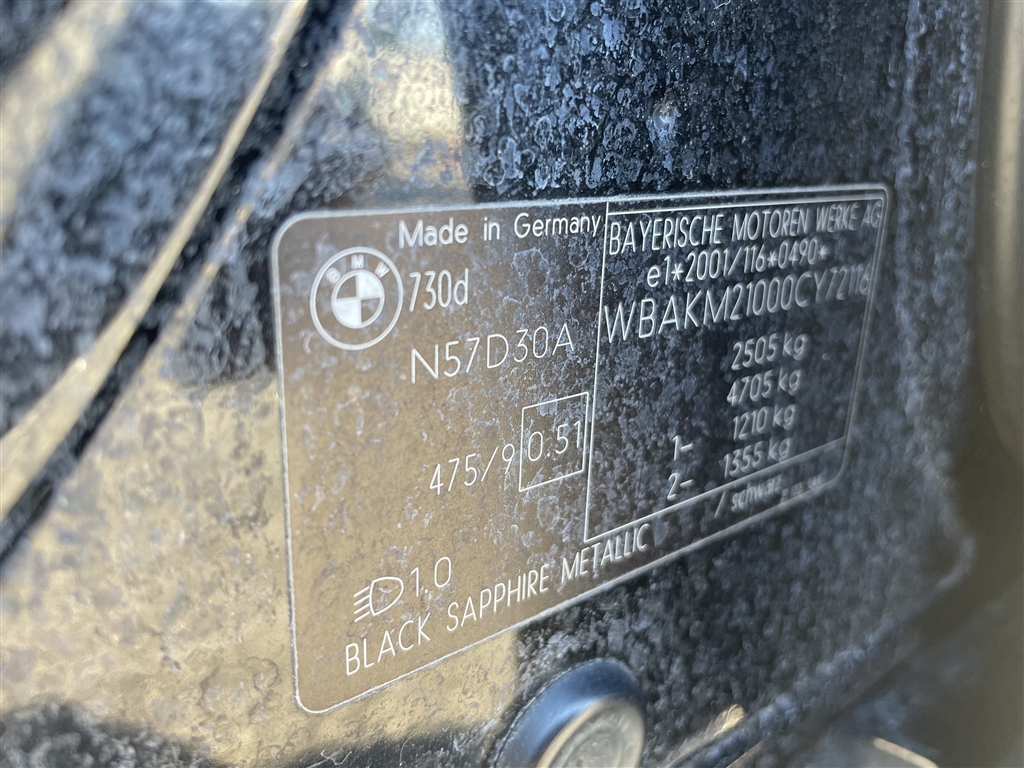 Made in Germany
BMW
730d
N57D30A
475/9 0.51
1.0
BLACK SAPPHIRE METALLIC / schwarz
BAYERISCHE MOTOREN WERKE AG
e1*2001/116*0490*
2505 kg
4705 kg
1- 1210 kg
2- 1355 kg